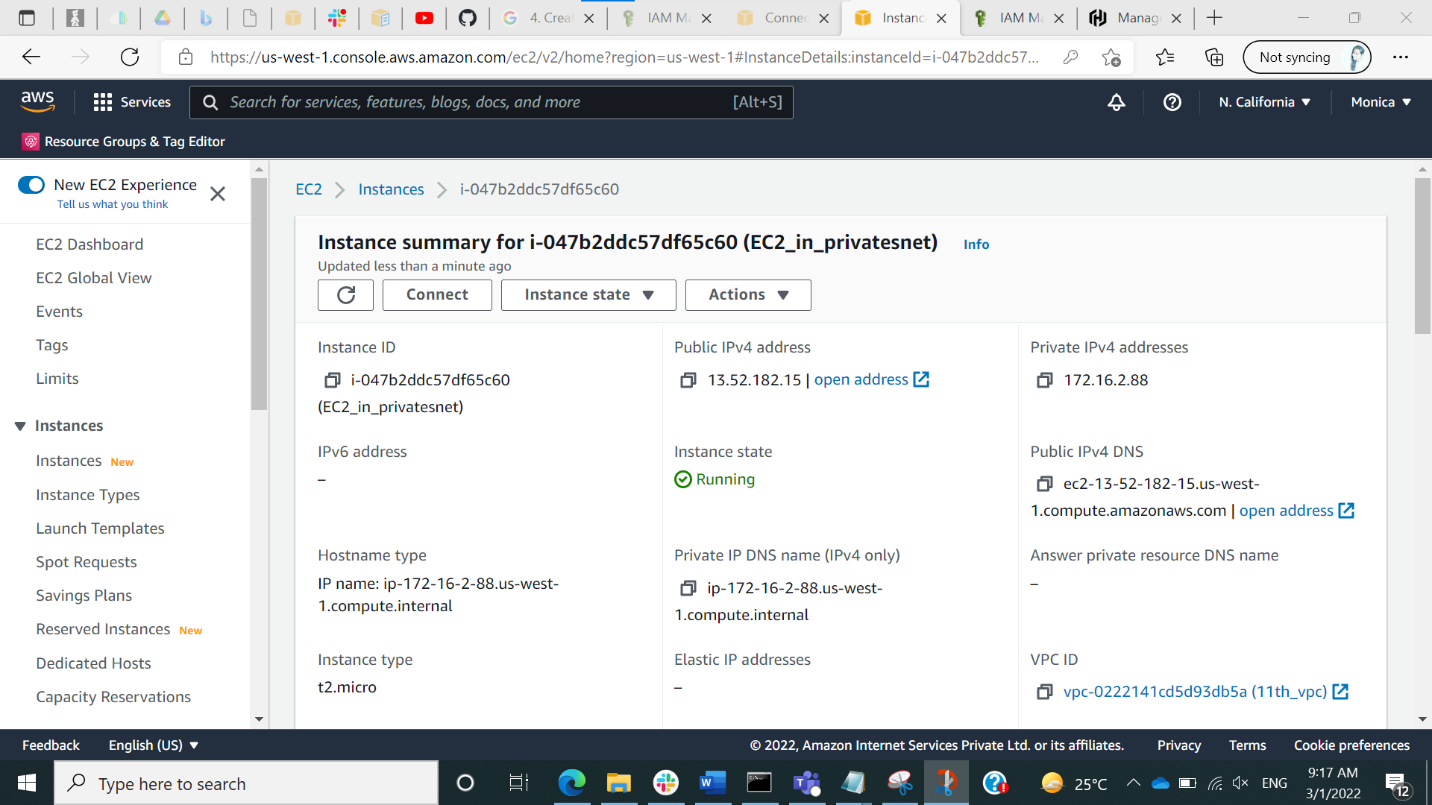 4. Creat
IAM Ma
Connec
Instanc
IAM Ma
Manag
https://us-west-1.console.aws.amazon.com/ec2/v2/home?region=us-west-1#InstanceDetails:instanceId=i-047b2ddc57...
Not syncing
aws
Services
Search for services, features, blogs, docs, and more
[Alt+S]
N. California
Monica
Resource Groups & Tag Editor
New EC2 Experience
Tell us what you think
EC2 Dashboard
EC2 Global View
Events
Tags
Limits
Instances
Instances New
Instance Types
Launch Templates
Spot Requests
Savings Plans
Reserved Instances New
Dedicated Hosts
Capacity Reservations
EC2 > Instances > i-047b2ddc57df65c60
Instance summary for i-047b2ddc57df65c60 (EC2_in_privatesnet) Info
Updated less than a minute ago
Connect
Instance state
Actions
Instance ID
i-047b2ddc57df65c60
(EC2_in_privatesnet)
Public IPv4 address
13.52.182.15 | open address
Private IPv4 addresses
172.16.2.88
IPv6 address
–
Instance state
Running
Public IPv4 DNS
ec2-13-52-182-15.us-west-
1.compute.amazonaws.com | open address
Hostname type
IP name: ip-172-16-2-88.us-west-
1.compute.internal
Private IP DNS name (IPv4 only)
ip-172-16-2-88.us-west-
1.compute.internal
Answer private resource DNS name
–
Instance type
t2.micro
Elastic IP addresses
–
VPC ID
vpc-0222141cd5d93db5a (11th_vpc)
Feedback
English (US)
© 2022, Amazon Internet Services Private Ltd. or its affiliates.
Privacy
Terms
Cookie preferences
Type here to search
25°C
ENG
9:17 AM
3/1/2022
12